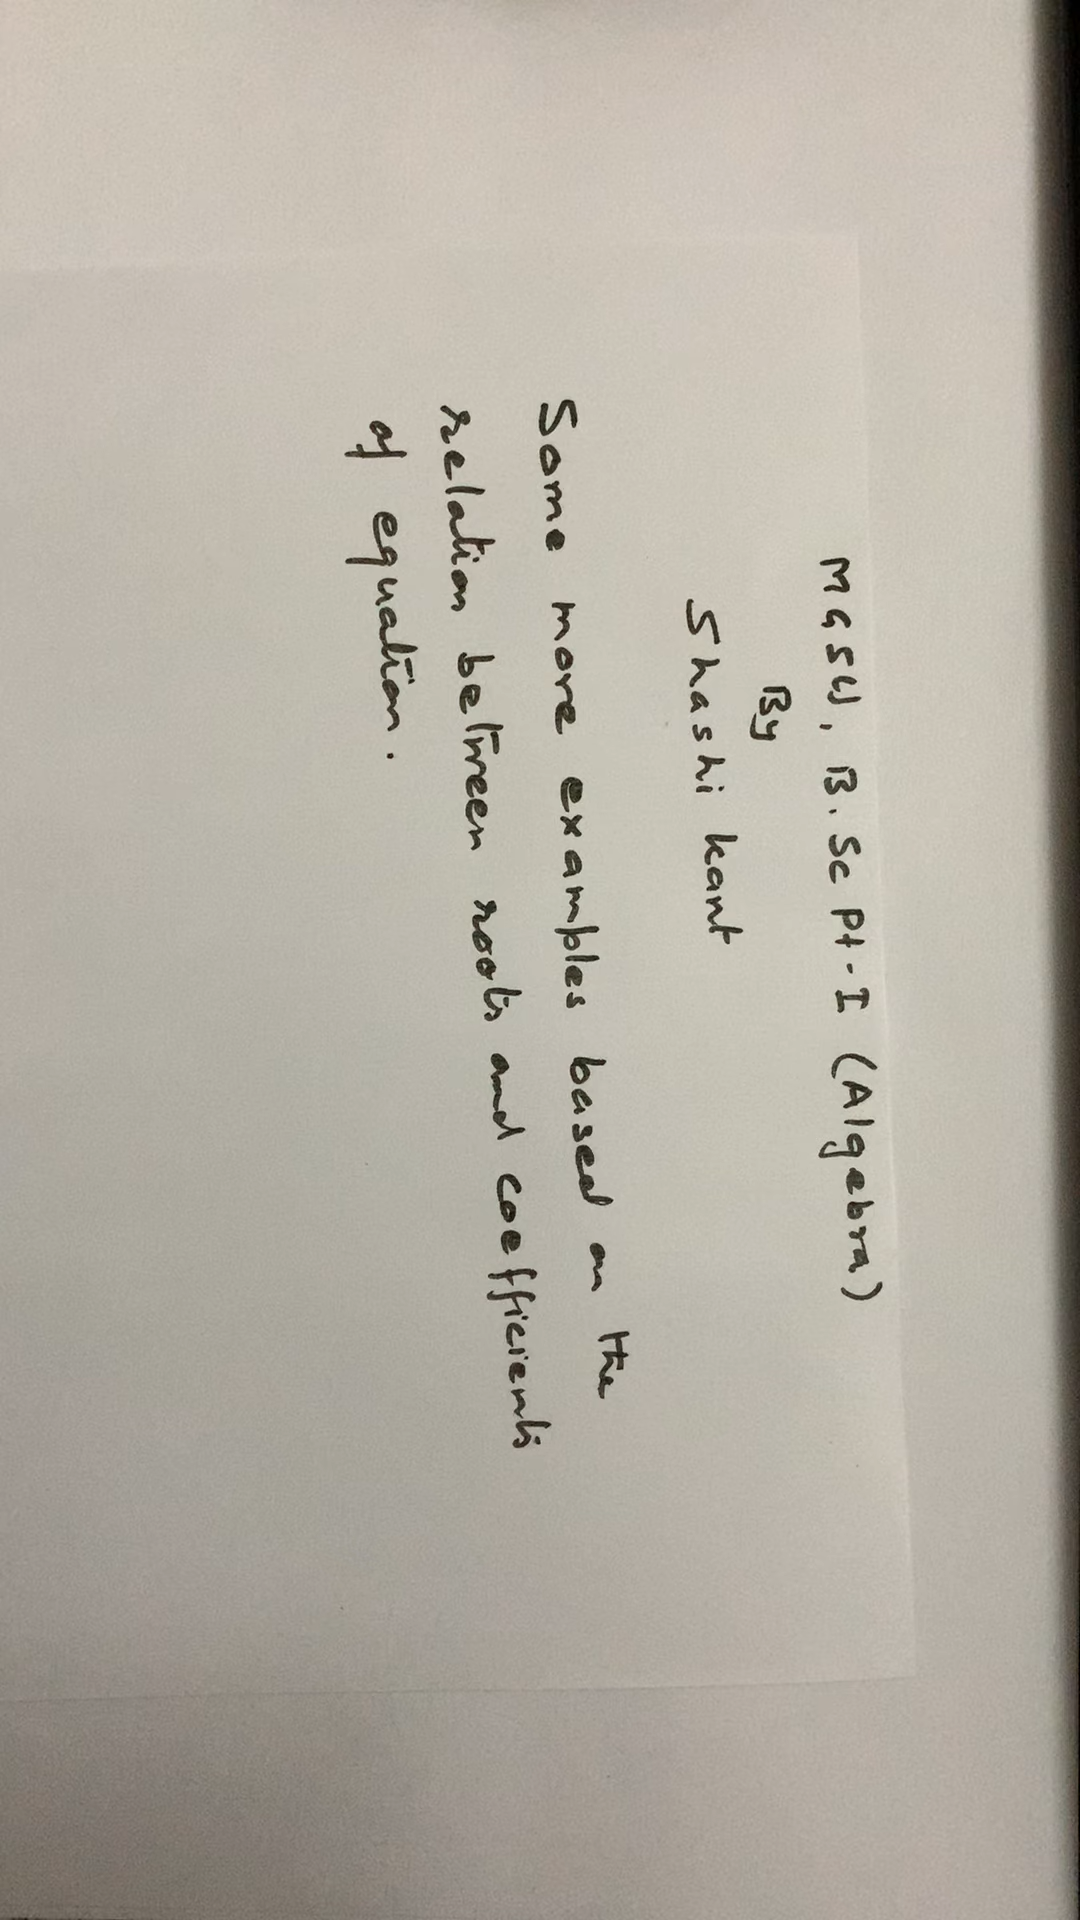 MGSU, B.Sc Pt-I (Algebra)
By
Shashi kant
Some more examples based on the
relation between roots and coefficients
of equation.